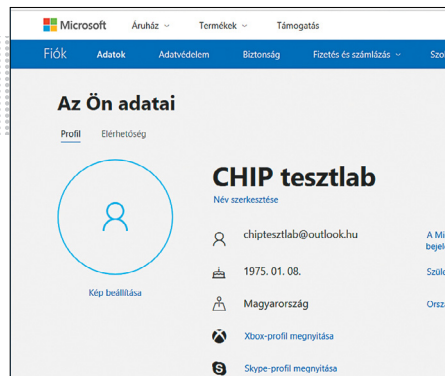 Microsoft Áruház Termékek Támogatás
Fiók Adatok Adatvédelem Biztonság Fizetés és számlázás
Az Ön adatai
Profil Elérhetőség
CHIP tesztlab
Név szerkesztése
chiptesztlab@outlook.hu
1975. 01. 08.
Kép beállítása
Magyarország
Xbox-profil megnyitása
Skype-profil megnyitása